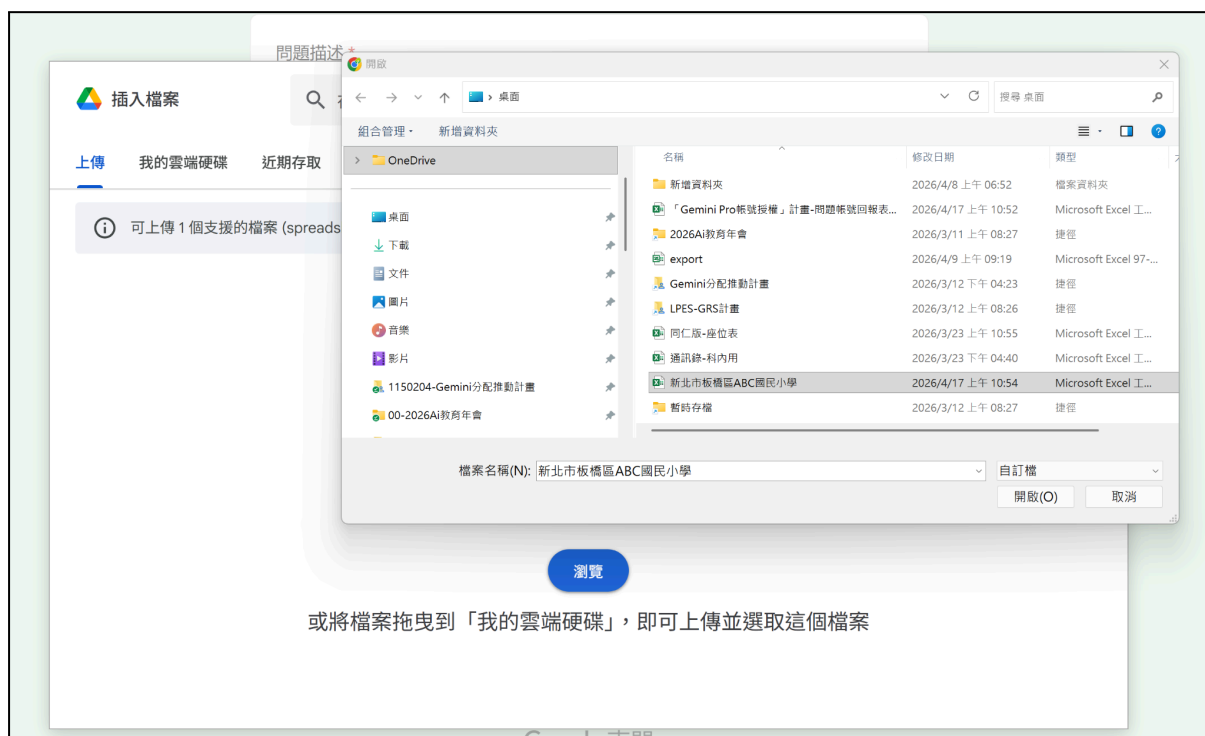 問題描述 *
開啟
插入檔案
桌面
搜尋 桌面
組合管理
新增資料夾
上傳
我的雲端硬碟
近期存取
OneDrive
名稱
修改日期
類型
可上傳 1 個支援的檔案 (spreads
桌面
下載
文件
圖片
音樂
影片
1150204-Gemini分配推動計畫
00-2026Ai教育年會
新增資料夾 2026/4/8 上午 06:52 檔案資料夾
「Gemini Pro帳號授權」計畫-問題帳號回報表... 2026/4/17 上午 10:52 Microsoft Excel 工...
2026Ai教育年會 2026/3/11 上午 08:27 捷徑
export 2026/4/9 上午 09:19 Microsoft Excel 97-...
Gemini分配推動計畫 2026/3/12 下午 04:23 捷徑
LPES-GRS計畫 2026/3/12 上午 08:26 捷徑
同仁版-座位表 2026/3/23 上午 10:55 Microsoft Excel 工...
通訊錄-科內用 2026/3/23 下午 04:40 Microsoft Excel 工...
新北市板橋區ABC國民小學 2026/4/17 上午 10:54 Microsoft Excel 工...
暫時存檔 2026/3/12 上午 08:27 捷徑
檔案名稱(N): 新北市板橋區ABC國民小學 自訂檔
開啟(O) 取消
瀏覽
或將檔案拖曳到「我的雲端硬碟」，即可上傳並選取這個檔案